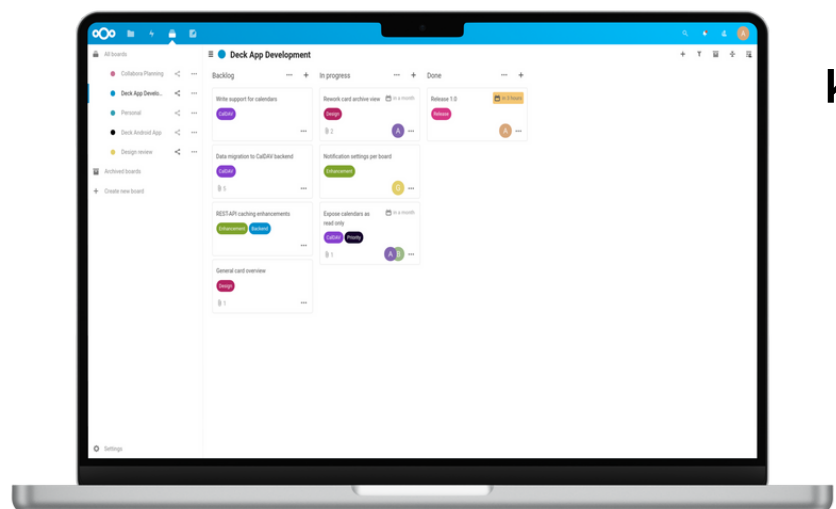 All boards
Deck App Development
Collabora Planning
Deck App Develo..
Personal
Deck Android App
Design review
Archived boards
Create new board
Settings
Backlog
Write support for calendars
CalDAV
Data migration to CalDAV backend
CalDAV
6
REST-API caching enhancements
Enhancement Backend
General card overview
Design
1
In progress
Rework card archive view
in a month
Design
2
A
Notification settings per board
Enhancement
G
Expose calendars as
read only
in a month
CalDAV Priority
1
A
Done
Release 1.0
in 3 hours
Release
A
A